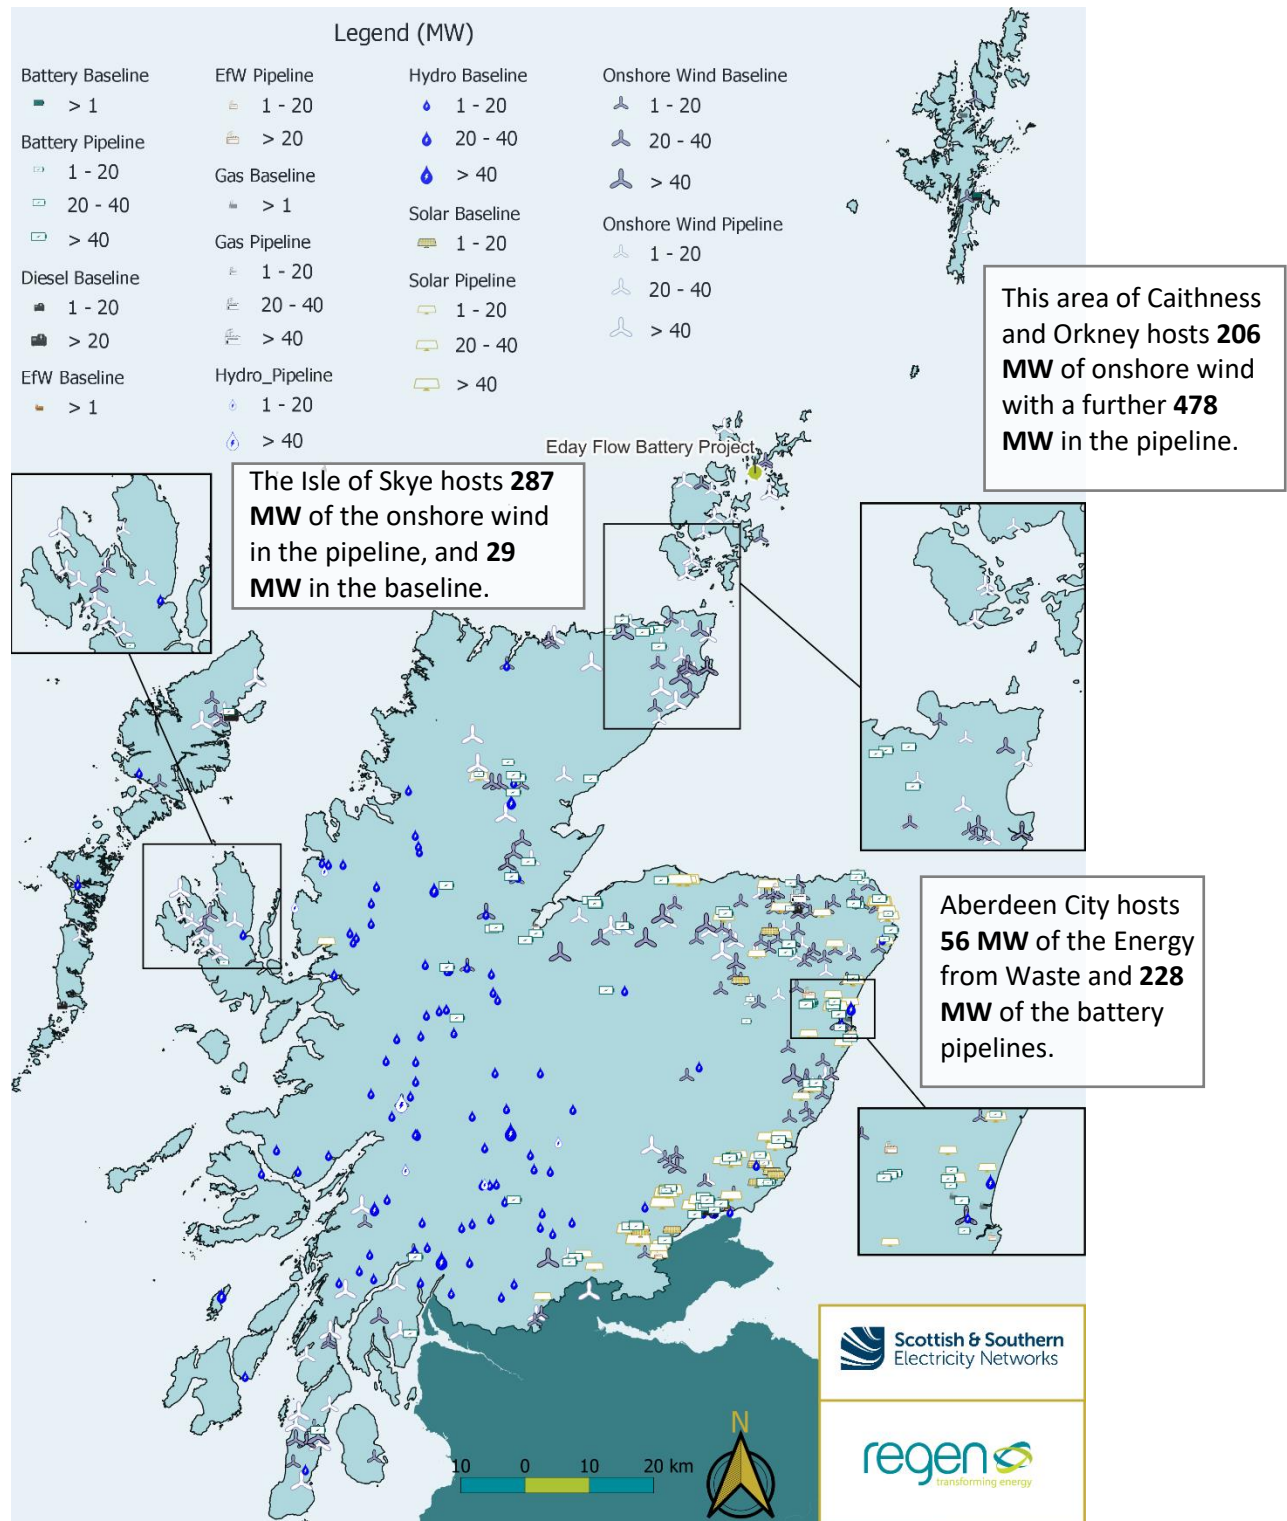 Legend (MW)
Battery Baseline
> 1
Battery Pipeline
1 - 20
20 - 40
> 40
Diesel Baseline
1 - 20
> 20
EfW Baseline
> 1
EfW Pipeline
1 - 20
> 20
Gas Baseline
> 1
Gas Pipeline
1 - 20
20 - 40
> 40
Hydro_Pipeline
1 - 20
> 40
Hydro Baseline
1 - 20
20 - 40
> 40
Solar Baseline
1 - 20
Solar Pipeline
1 - 20
20 - 40
> 40
Onshore Wind Baseline
1 - 20
20 - 40
> 40
Onshore Wind Pipeline
1 - 20
20 - 40
> 40
This area of Caithness
and Orkney hosts 206
MW of onshore wind
with a further 478
MW in the pipeline.
Eday Flow Battery Project
The Isle of Skye hosts 287
MW of the onshore wind
in the pipeline, and 29
MW in the baseline.
Aberdeen City hosts
56 MW of the Energy
from Waste and 228
MW of the battery
pipelines.
Scottish & Southern
Electricity Networks
regen
transforming energy
N
10 0 10 20 km